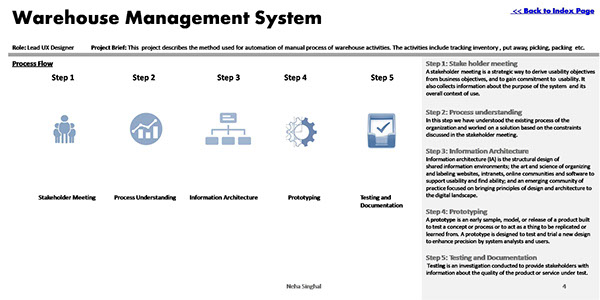 Warehouse Management System
<< Back to Index Page
Role: Lead UX Designer Project Brief: This project describes the method used for automation of manual process of warehouse activities. The activities include tracking inventory , put away, picking, packing etc.
Process Flow
Step 1 Step 2 Step 3 Step 4 Step 5
Stakeholder Meeting Process Understanding Information Architecture Prototyping Testing and
Documentation
Step 1: Stake holder meeting
A stakeholder meeting is a strategic way to derive usability objectives
from business objectives, and to gain commitment to usability. It
also collects information about the purpose of the system and its
overall context of use.
Step 2: Process understanding
In this step we have understood the existing process of the
organization and worked on a solution based on the constraints
discussed in the stakeholder meeting.
Step 3: Information Architecture
Information architecture (IA) is the structural design of
shared information environments; the art and science of organizing
and labeling websites, intranets, online communities and software to
support usability and find ability; and an emerging community of
practice focused on bringing principles of design and architecture to
the digital landscape.
Step 4: Prototyping
A prototype is an early sample, model, or release of a product built
to test a concept or process or to act as a thing to be replicated or
learned from. A prototype is designed to test and trial a new design
to enhance precision by system analysts and users.
Step 5: Testing and Documentation
Testing is an investigation conducted to provide stakeholders with
information about the quality of the product or service under test.
Neha Singhal
4